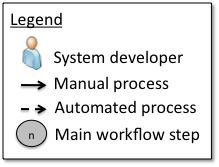 Legend
System developer
Manual process
Automated process
n Main workflow step